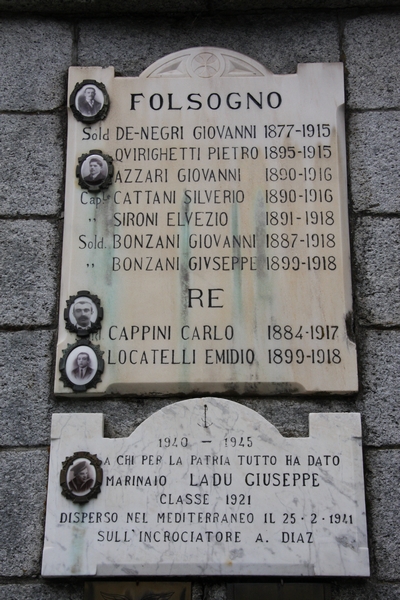 FOLSOGNO
Sold. DE-NEGRI GIOVANNI 1877-1915
QVIRIGHETTI PIETRO 1895-1915
AZZARI GIOVANNI 1890-1916
Cap. CATTANI SILVERIO 1890-1916
" SIRONI ELVEZIO 1891-1918
Sold. BONZANI GIOVANNI 1887-1918
" BONZANI GIVSEPPE 1899-1918
RE
CAPPINI CARLO 1884-1917
LOCATELLI EMIDIO 1899-1918
1940 - 1945
A CHI PER LA PATRIA TUTTO HA DATO
MARINAIO LADU GIUSEPPE
CLASSE 1921
DISPERSO NEL MEDITERRANEO IL 25-2-1941
SULL'INCROCIATORE A. DIAZ